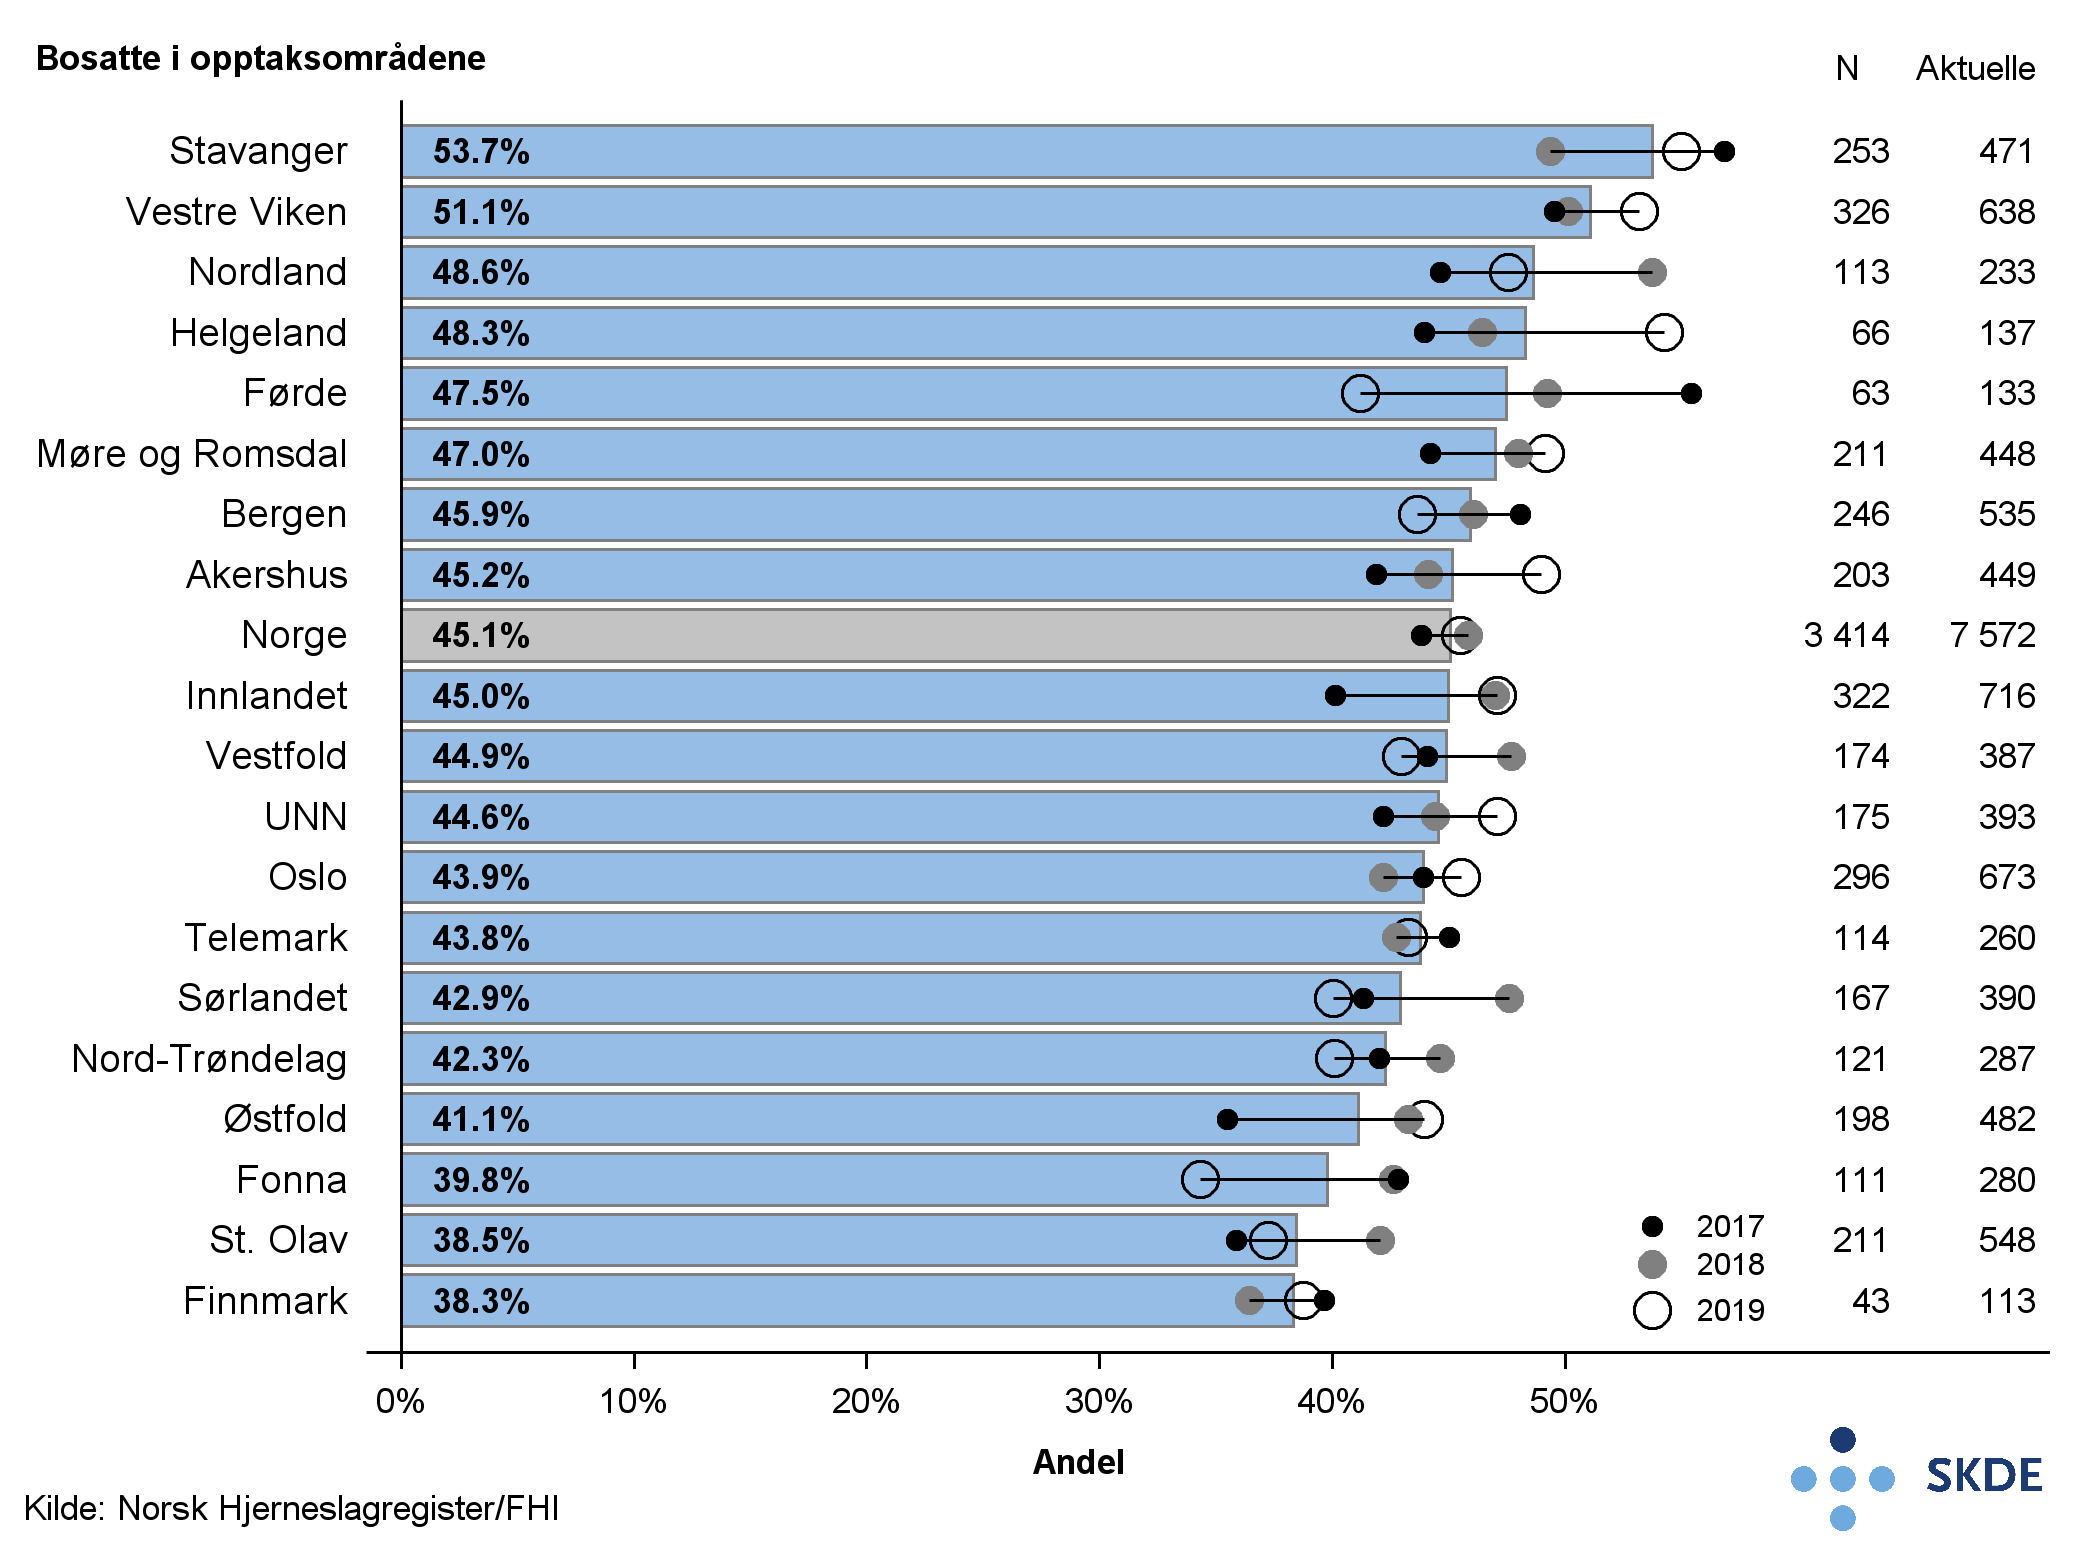 Bosatte i opptaksområdene N Aktuelle
Stavanger 53.7% 253 471
Vestre Viken 51.1% 326 638
Nordland 48.6% 113 233
Helgeland 48.3% 66 137
Førde 47.5% 63 133
Møre og Romsdal 47.0% 211 448
Bergen 45.9% 246 535
Akershus 45.2% 203 449
Norge 45.1% 3 414 7 572
Innlandet 45.0% 322 716
Vestfold 44.9% 174 387
UNN 44.6% 175 393
Oslo 43.9% 296 673
Telemark 43.8% 114 260
Sørlandet 42.9% 167 390
Nord-Trøndelag 42.3% 121 287
Østfold 41.1% 198 482
Fonna 39.8% 111 280
St. Olav 38.5% 211 548
Finnmark 38.3% 43 113
2017
2018
2019
0% 10% 20% 30% 40% 50%
Andel
SKDE
Kilde: Norsk Hjerneslagregister/FHI